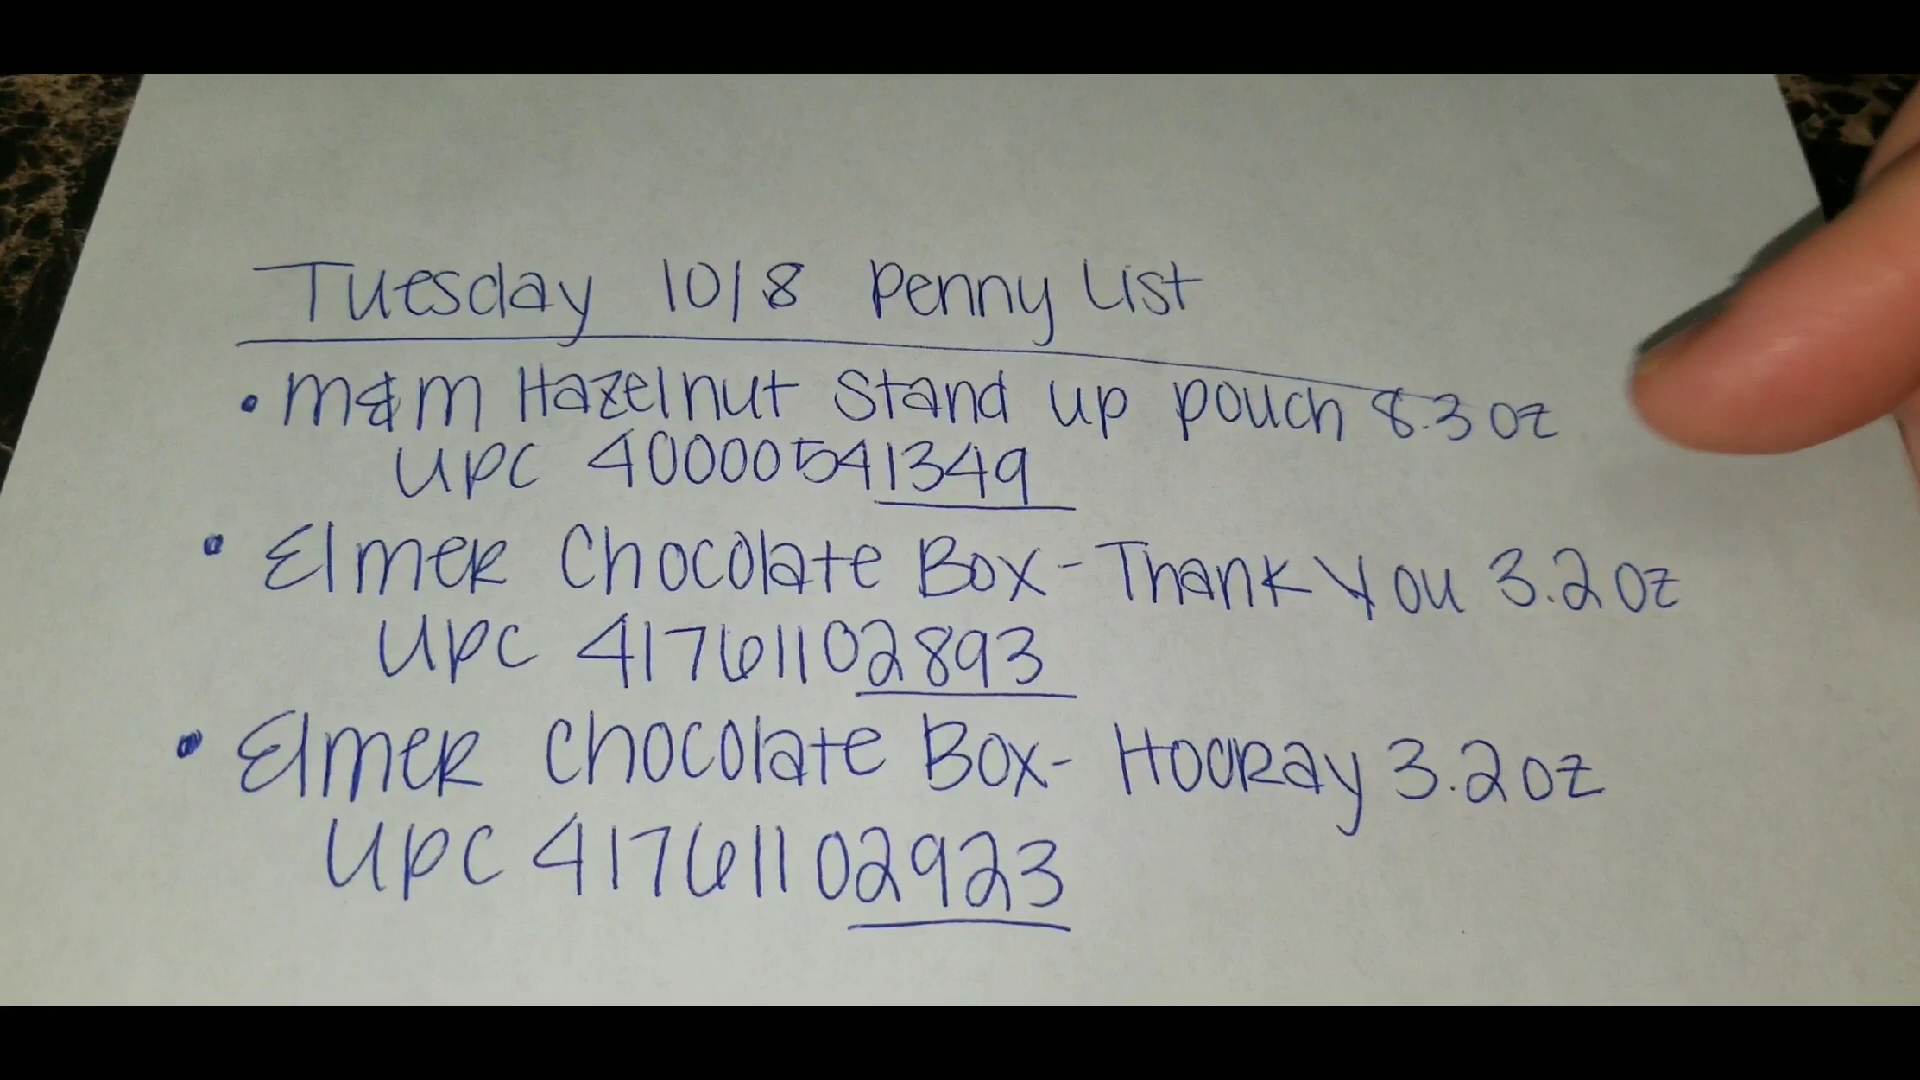 Tuesday 10/8 Penny List
• M&M Hazelnut Stand up pouch 8.3 oz
UPC 40000541349
• Elmer Chocolate Box - Thank You 3.2 oz
UPC 41761102893
• Elmer Chocolate Box - Hooray 3.2 oz
UPC 41761102923